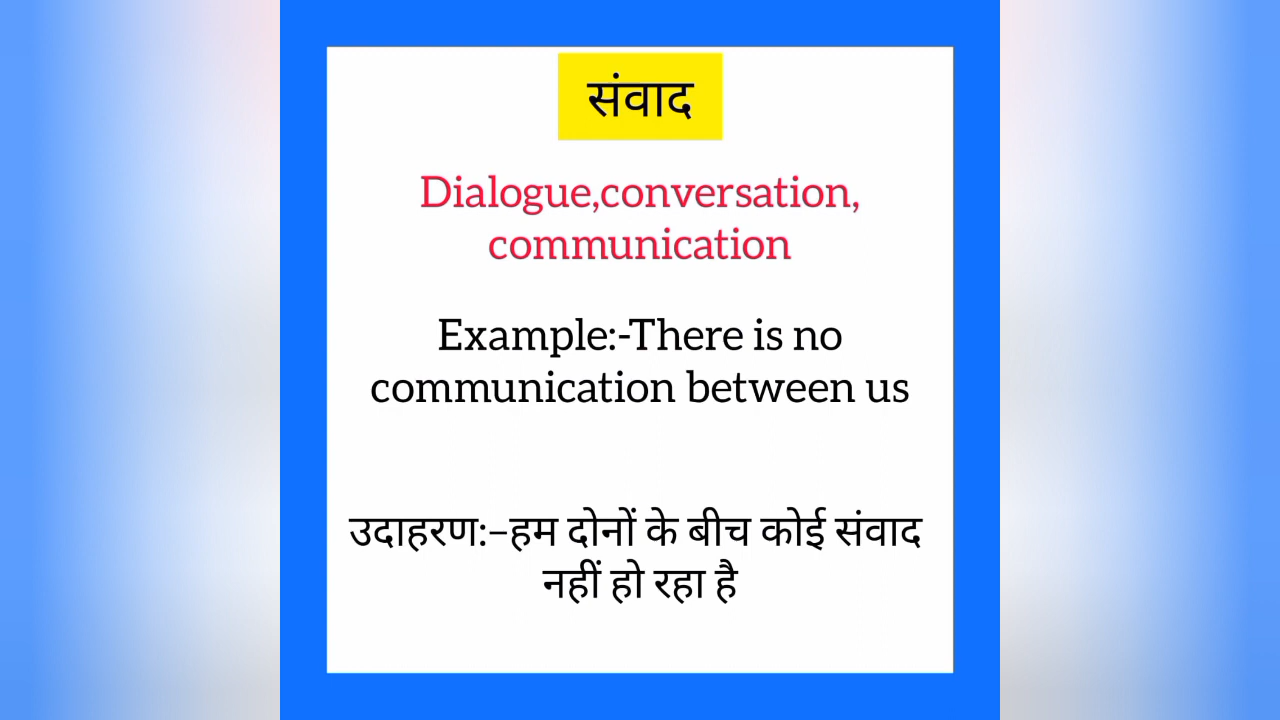 संवाद
Dialogue,conversation,
communication
Example:-There is no
communication between us
उदाहरण:–हम दोनों के बीच कोई संवाद
नहीं हो रहा है